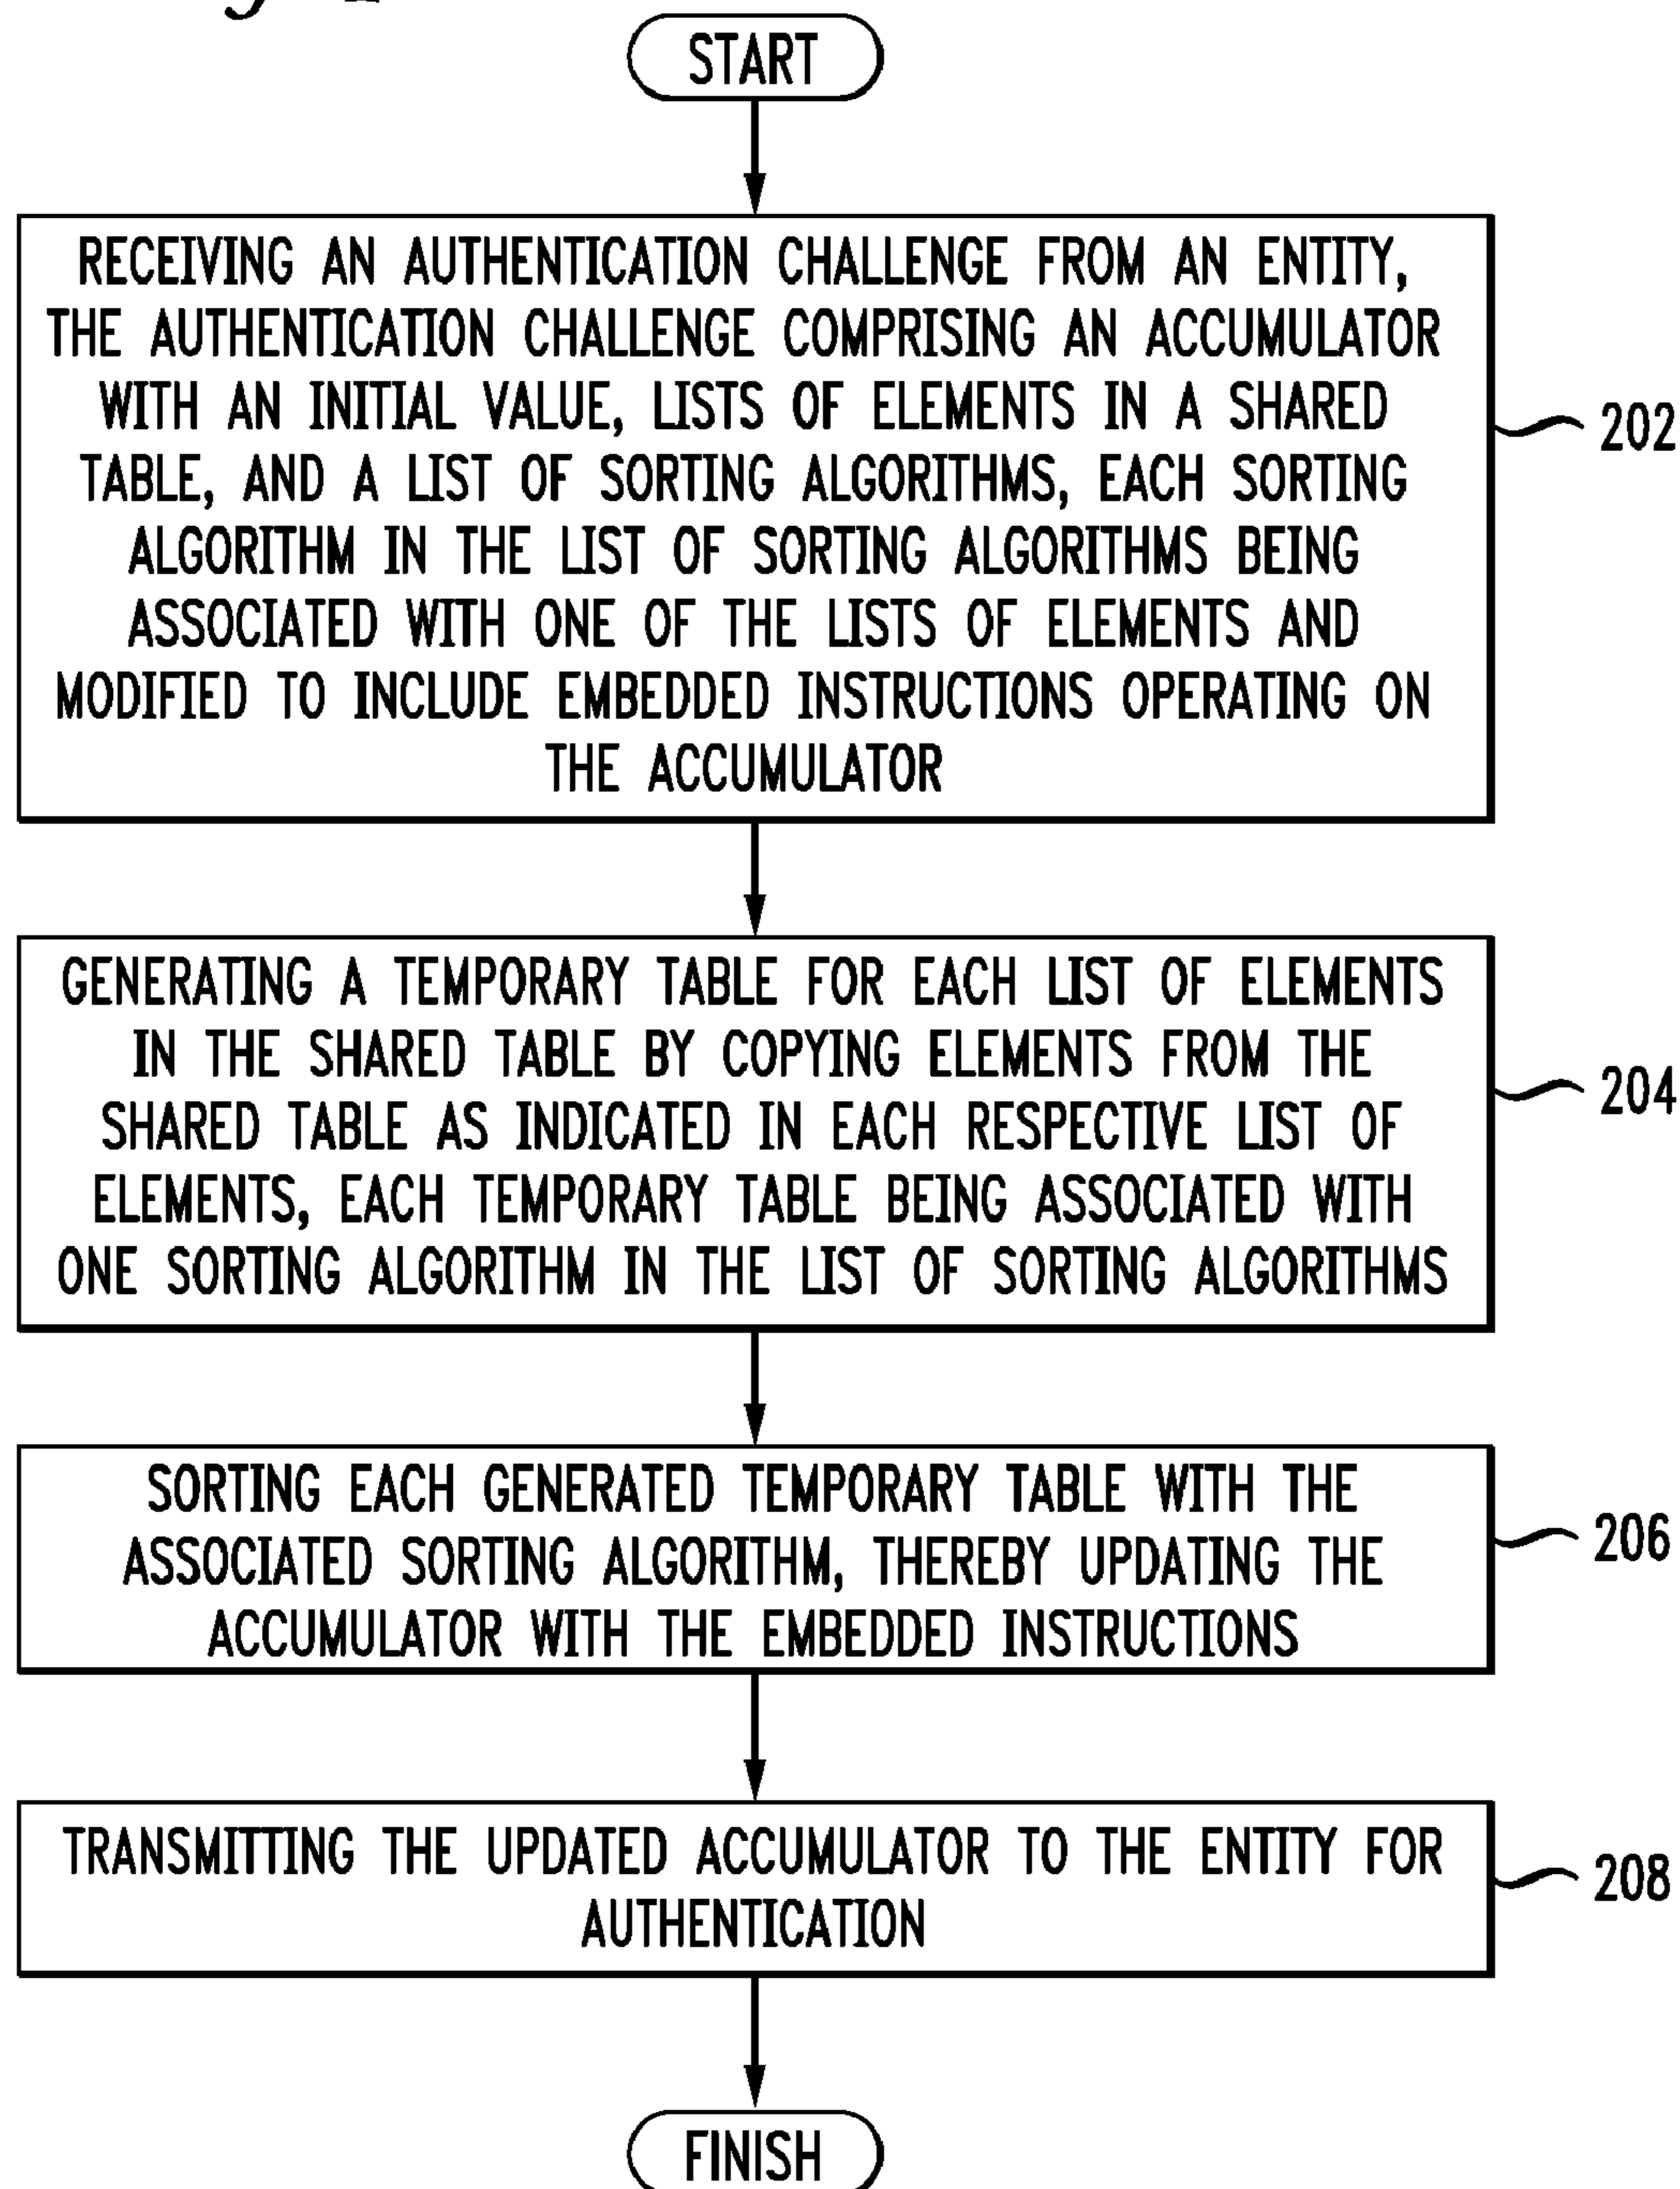 START
RECEIVING AN AUTHENTICATION CHALLENGE FROM AN ENTITY,
THE AUTHENTICATION CHALLENGE COMPRISING AN ACCUMULATOR
WITH AN INITIAL VALUE, LISTS OF ELEMENTS IN A SHARED
TABLE, AND A LIST OF SORTING ALGORITHMS, EACH SORTING
ALGORITHM IN THE LIST OF SORTING ALGORITHMS BEING
ASSOCIATED WITH ONE OF THE LISTS OF ELEMENTS AND
MODIFIED TO INCLUDE EMBEDDED INSTRUCTIONS OPERATING ON
THE ACCUMULATOR
202
GENERATING A TEMPORARY TABLE FOR EACH LIST OF ELEMENTS
IN THE SHARED TABLE BY COPYING ELEMENTS FROM THE
SHARED TABLE AS INDICATED IN EACH RESPECTIVE LIST OF
ELEMENTS, EACH TEMPORARY TABLE BEING ASSOCIATED WITH
ONE SORTING ALGORITHM IN THE LIST OF SORTING ALGORITHMS
204
SORTING EACH GENERATED TEMPORARY TABLE WITH THE
ASSOCIATED SORTING ALGORITHM, THEREBY UPDATING THE
ACCUMULATOR WITH THE EMBEDDED INSTRUCTIONS
206
TRANSMITTING THE UPDATED ACCUMULATOR TO THE ENTITY FOR
AUTHENTICATION
208
FINISH